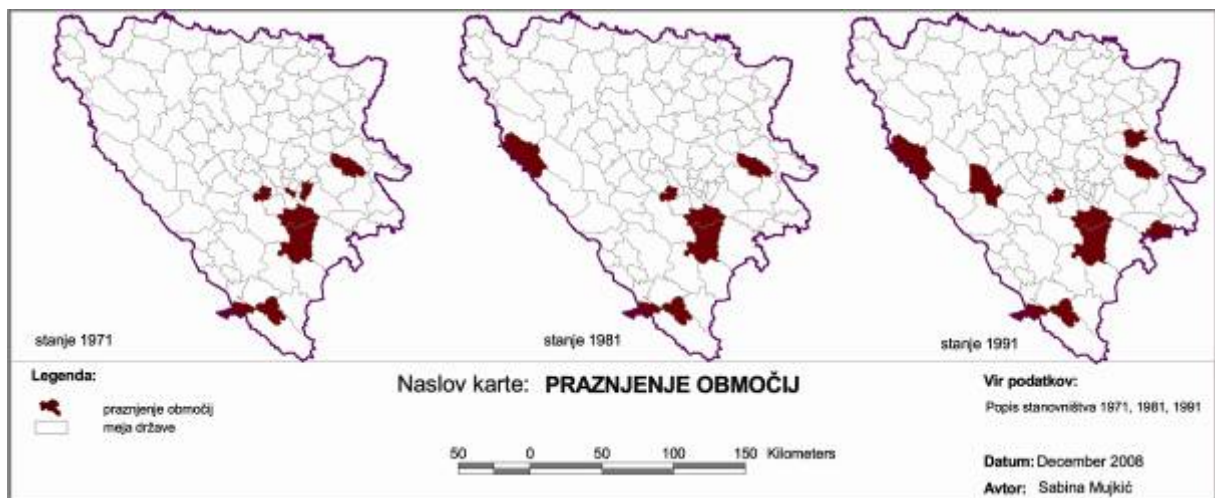 stanje 1971
stanje 1981
stanje 1991
Legenda:
praznjenje območij
meja države
Naslov karte: PRAZNJENJE OBMOČIJ
50 0 50 100 150 Kilometers
Vir podatkov:
Popis stanovništva 1971, 1981, 1991
Datum: December 2008
Avtor: Sabina Mujkić